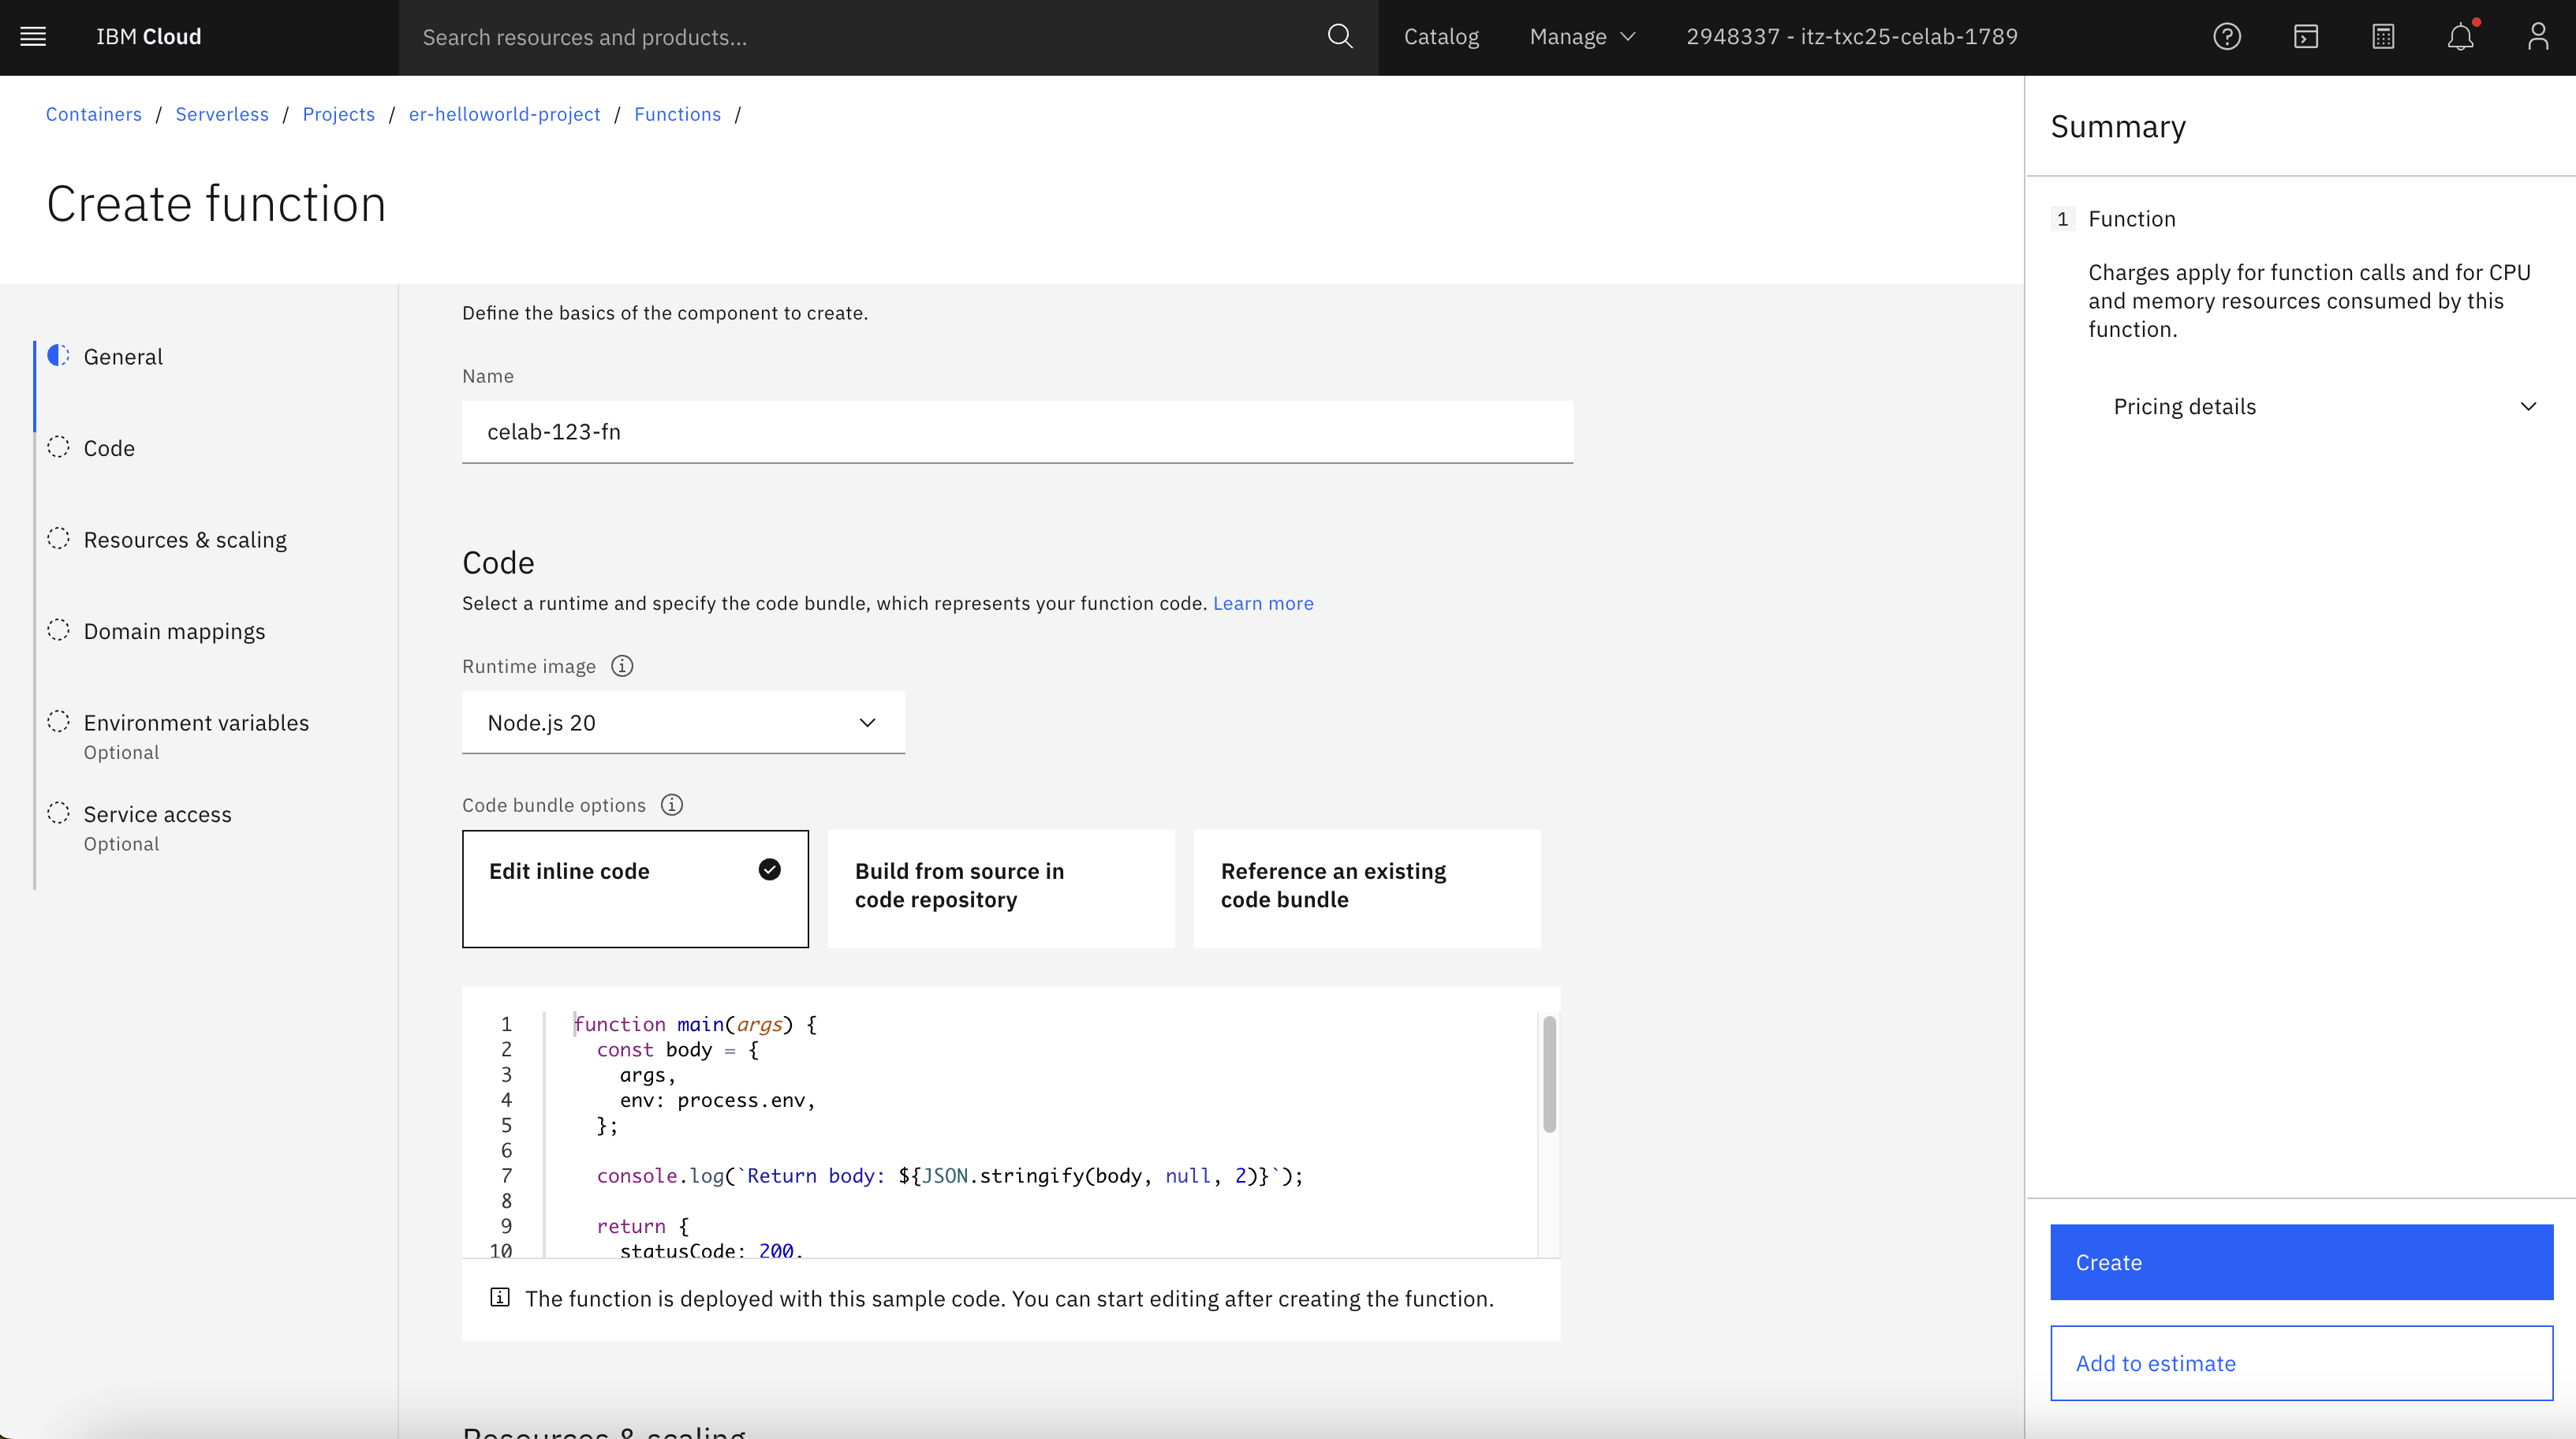 IBM Cloud
Search resources and products...
Catalog
Manage
2948337 - itz-txc25-celab-1789
Containers / Serverless / Projects / er-helloworld-project / Functions /
Create function
General
Code
Resources & scaling
Domain mappings
Environment variables
Optional
Service access
Optional
Define the basics of the component to create.
Name
celab-123-fn
Code
Select a runtime and specify the code bundle, which represents your function code. Learn more
Runtime image
Node.js 20
Code bundle options
Edit inline code
Build from source in
code repository
Reference an existing
code bundle
1 function main(args) {
2 const body = {
3 args,
4 env: process.env,
5 };
6
7 console.log(`Return body: ${JSON.stringify(body, null, 2)}`);
8
9 return {
10 statusCode: 200,
The function is deployed with this sample code. You can start editing after creating the function.
Resources & scaling
Summary
1 Function
Charges apply for function calls and for CPU
and memory resources consumed by this
function.
Pricing details
Create
Add to estimate